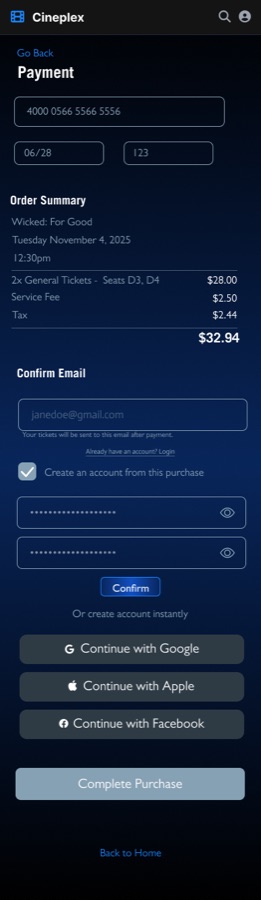 Cineplex
Go Back
Payment
4000 0566 5566 5556
06/28 123
Order Summary
Wicked: For Good
Tuesday November 4, 2025
12:30pm
2x General Tickets - Seats D3, D4 $28.00
Service Fee $2.50
Tax $2.44
$32.94
Confirm Email
janedoe@gmail.com
Your tickets will be sent to this email after payment.
Already have an account? Login
Create an account from this purchase
Confirm
Or create account instantly
Continue with Google
Continue with Apple
Continue with Facebook
Complete Purchase
Back to Home